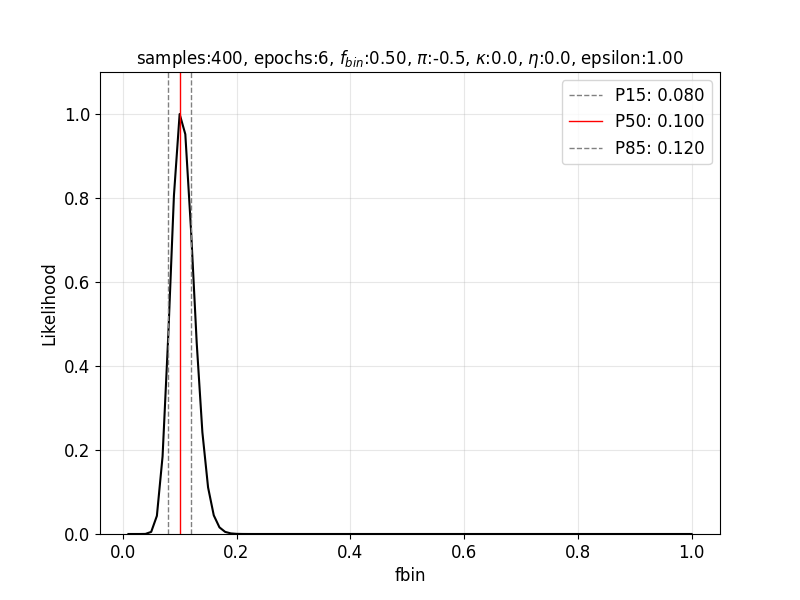 samples:400, epochs:6, f_bin:0.50, π:-0.5, κ:0.0, η:0.0, epsilon:1.00
P15: 0.080
P50: 0.100
P85: 0.120
1.0
0.8
0.6
0.4
0.2
0.0
Likelihood
0.0 0.2 0.4 0.6 0.8 1.0
fbin